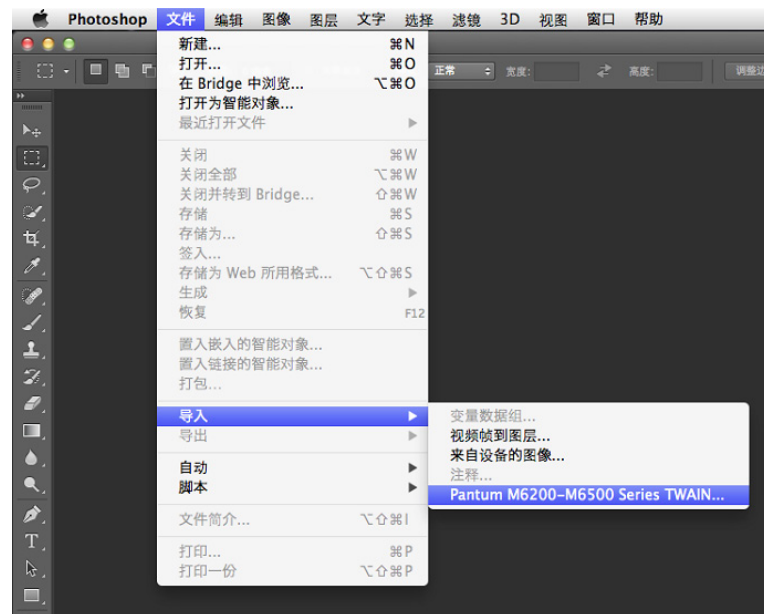 Photoshop 文件 编辑 图像 图层 文字 选择 滤镜 3D 视图 窗口 帮助
正常 宽度: 高度: 调整边
新建... ⌘N
打开... ⌘O
在 Bridge 中浏览... ⌥⌘O
打开为智能对象...
最近打开文件 ▶
关闭 ⌘W
关闭全部 ⌥⌘W
关闭并转到 Bridge... ⇧⌘W
存储 ⌘S
存储为... ⇧⌘S
签入...
存储为 Web 所用格式... ⌥⇧⌘S
生成 ▶
恢复 F12
置入嵌入的智能对象...
置入链接的智能对象...
打包...
导入 ▶
导出 ▶
自动 ▶
脚本 ▶
文件简介... ⌥⇧⌘I
打印... ⌘P
打印一份 ⌥⇧⌘P
变量数据组...
视频帧到图层...
来自设备的图像...
注释...
Pantum M6200-M6500 Series TWAIN...